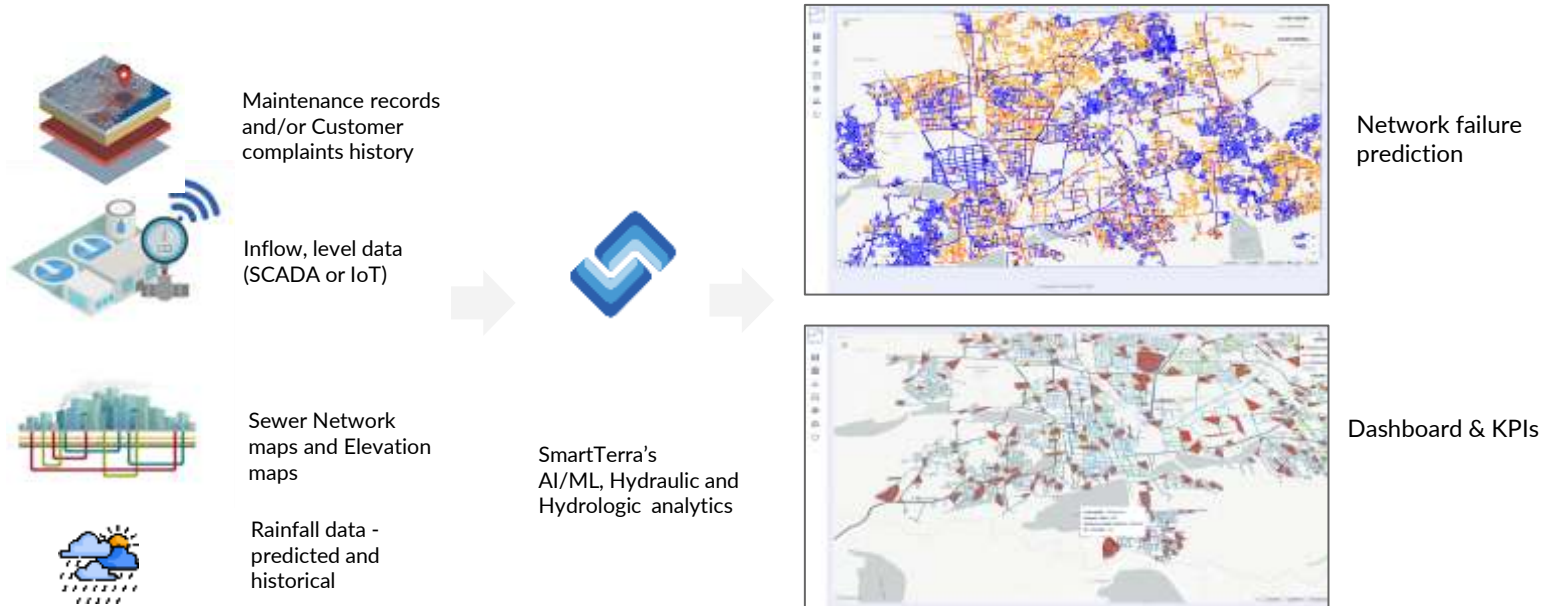 Maintenance records
and/or Customer
complaints history
Inflow, level data
(SCADA or IoT)
Sewer Network
maps and Elevation
maps
Rainfall data -
predicted and
historical
SmartTerra’s
AI/ML, Hydraulic and
Hydrologic analytics
Network failure
prediction
Dashboard & KPIs